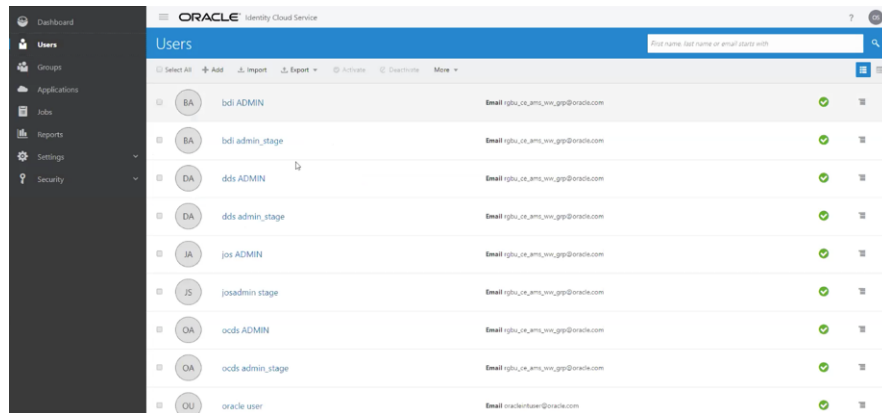 Dashboard
ORACLE Identity Cloud Service
?
OS
Users
Users
First name, last name or email starts with
Groups
Select All
Add
Import
Export
Activate
Deactivate
More
Applications
Jobs
BA
bdi ADMIN
Email rgbu_ce_ams_ww_grp@oracle.com
Reports
BA
bdi admin_stage
Email rgbu_ce_ams_ww_grp@oracle.com
Settings
Security
DA
dds ADMIN
Email rgbu_ce_ams_ww_grp@oracle.com
DA
dds admin_stage
Email rgbu_ce_ams_ww_grp@oracle.com
JA
jos ADMIN
Email rgbu_ce_ams_ww_grp@oracle.com
JS
josadmin stage
Email rgbu_ce_ams_ww_grp@oracle.com
OA
ocds ADMIN
Email rgbu_ce_ams_ww_grp@oracle.com
OA
ocds admin_stage
Email rgbu_ce_ams_ww_grp@oracle.com
OU
oracle user
Email oracleintuser@oracle.com